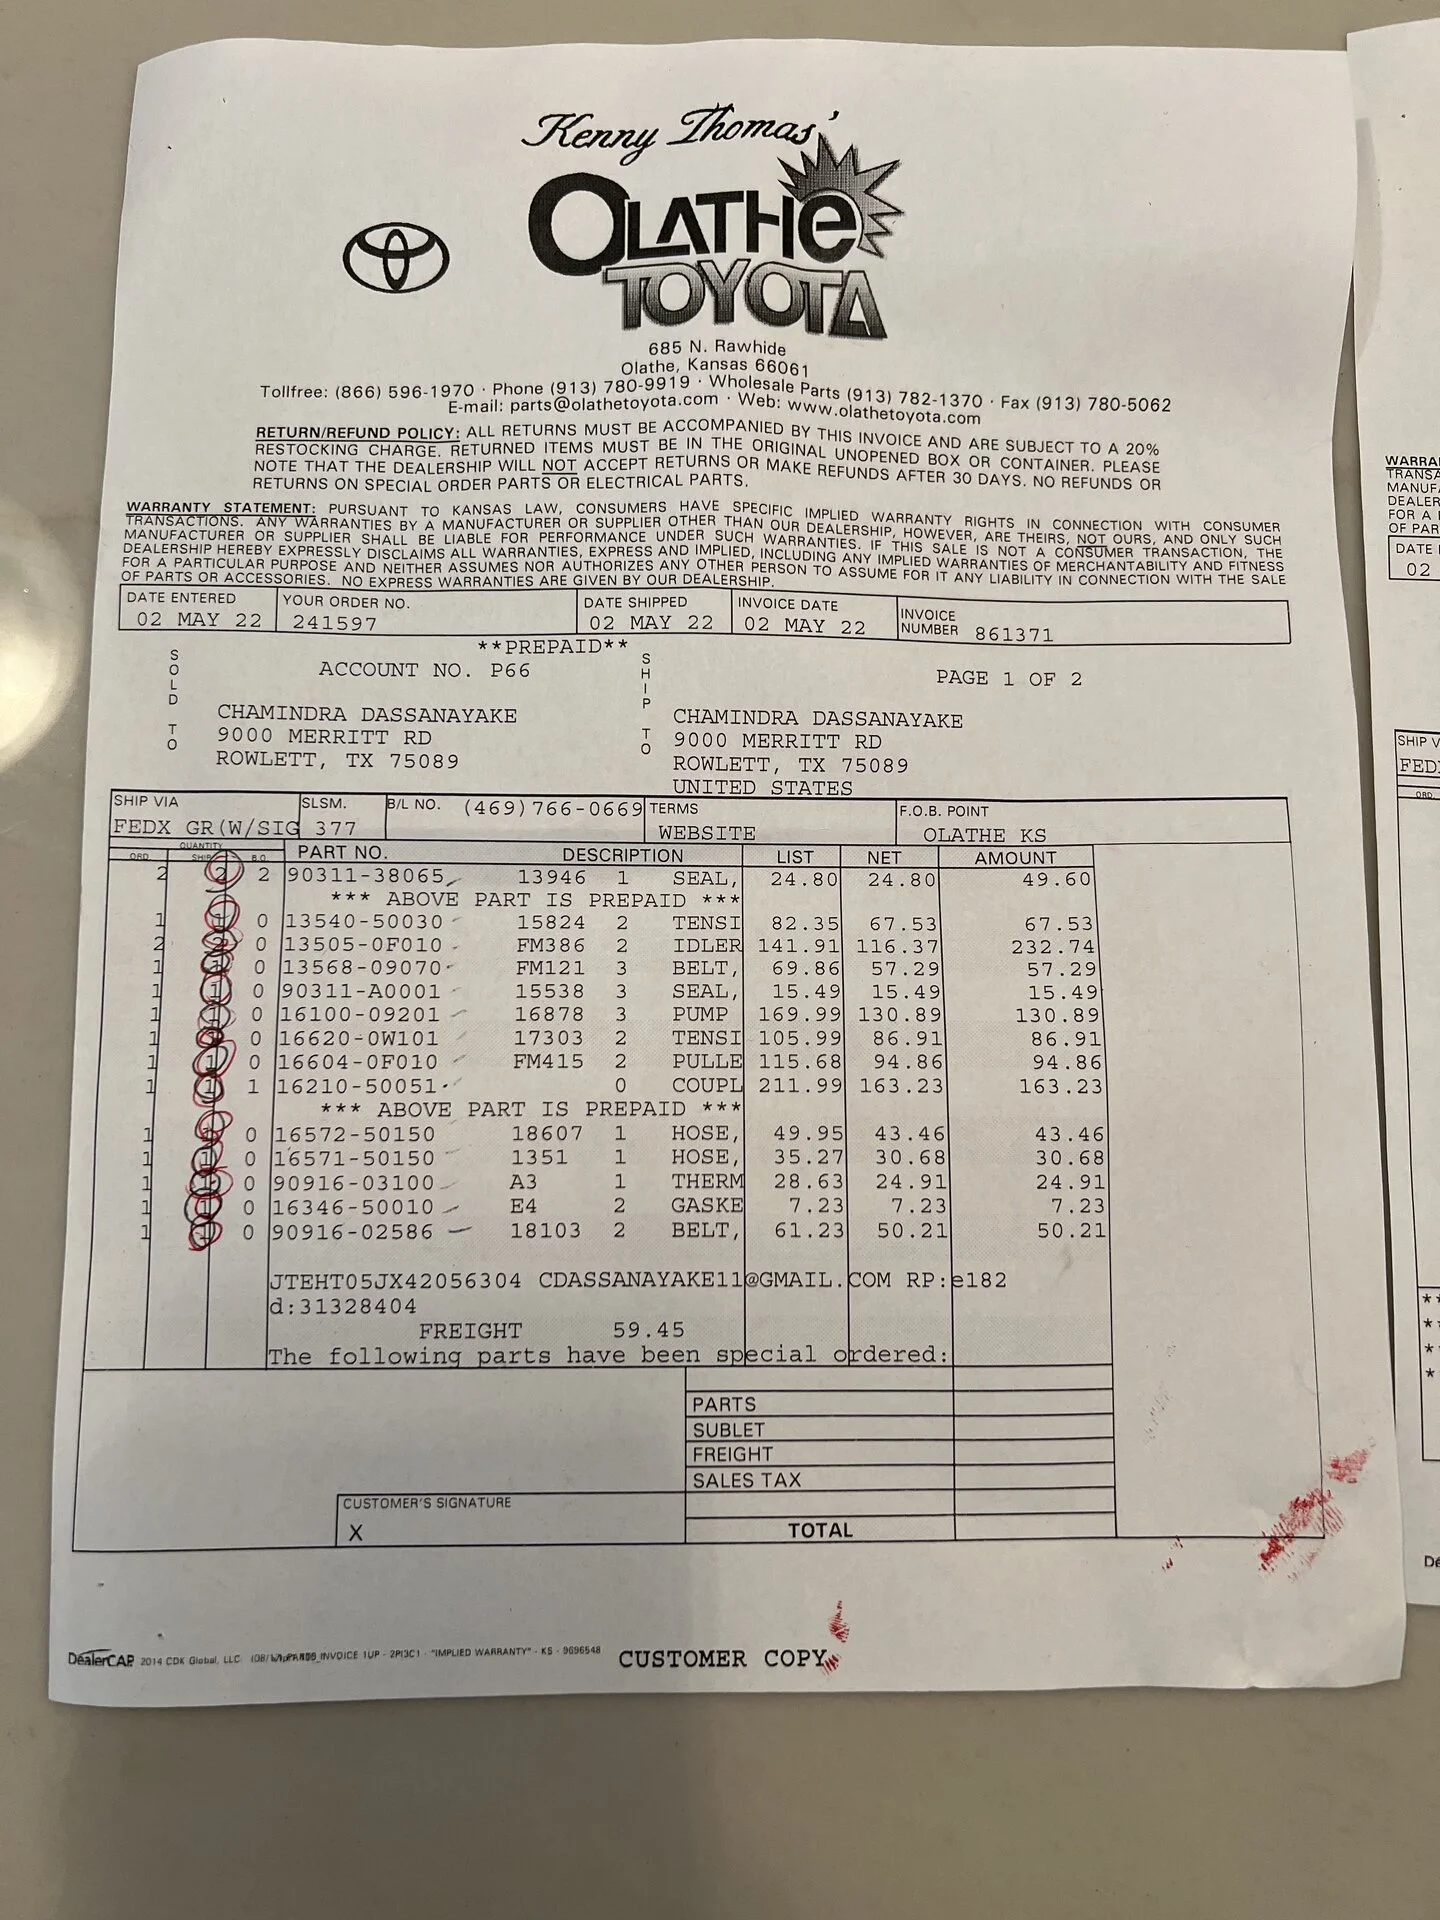 Kenny Thomas'
OLATHe
TOYOTA
685 N. Rawhide
Olathe, Kansas 66061
Tollfree: (866) 596-1970 · Phone (913) 780-9919 · Wholesale Parts (913) 782-1370 · Fax (913) 780-5062
E-mail: parts@olathetoyota.com · Web: www.olathetoyota.com
RETURN/REFUND POLICY: ALL RETURNS MUST BE ACCOMPANIED BY THIS INVOICE AND ARE SUBJECT TO A 20%
RESTOCKING CHARGE. RETURNED ITEMS MUST BE IN THE ORIGINAL UNOPENED BOX OR CONTAINER. PLEASE
NOTE THAT THE DEALERSHIP WILL NOT ACCEPT RETURNS OR MAKE REFUNDS AFTER 30 DAYS. NO REFUNDS OR
RETURNS ON SPECIAL ORDER PARTS OR ELECTRICAL PARTS.
WARRANTY STATEMENT: PURSUANT TO KANSAS LAW, CONSUMERS HAVE SPECIFIC IMPLIED WARRANTY RIGHTS IN CONNECTION WITH CONSUMER
TRANSACTIONS. ANY WARRANTIES BY A MANUFACTURER OR SUPPLIER OTHER THAN OUR DEALERSHIP, HOWEVER, ARE THEIRS, NOT OURS, AND ONLY SUCH
MANUFACTURER OR SUPPLIER SHALL BE LIABLE FOR PERFORMANCE UNDER SUCH WARRANTIES. IF THIS SALE IS NOT A CONSUMER TRANSACTION, THE
DEALERSHIP HEREBY EXPRESSLY DISCLAIMS ALL WARRANTIES, EXPRESS AND IMPLIED, INCLUDING ANY IMPLIED WARRANTIES OF MERCHANTABILITY AND FITNESS
FOR A PARTICULAR PURPOSE AND NEITHER ASSUMES NOR AUTHORIZES ANY OTHER PERSON TO ASSUME FOR IT ANY LIABILITY IN CONNECTION WITH THE SALE
OF PARTS OR ACCESSORIES. NO EXPRESS WARRANTIES ARE GIVEN BY OUR DEALERSHIP.
DATE ENTERED YOUR ORDER NO. DATE SHIPPED INVOICE DATE INVOICE NUMBER
02 MAY 22 241597 02 MAY 22 02 MAY 22 861371
**PREPAID**
SOLD TO ACCOUNT NO. P66 SHIP TO PAGE 1 OF 2
CHAMINDRA DASSANAYAKE CHAMINDRA DASSANAYAKE
9000 MERRITT RD 9000 MERRITT RD
ROWLETT, TX 75089 ROWLETT, TX 75089
UNITED STATES
SHIP VIA SLSM. B/L NO. (469)766-0669 TERMS F.O.B. POINT
FEDX GR(W/SIG 377 WEBSITE OLATHE KS
QUANTITY
ORD. SHIP B.O. PART NO. DESCRIPTION LIST NET AMOUNT
2 2 2 90311-38065 13946 1 SEAL, 24.80 24.80 49.60
*** ABOVE PART IS PREPAID ***
1 1 0 13540-50030 15824 2 TENSI 82.35 67.53 67.53
2 2 0 13505-0F010 FM386 2 IDLER 141.91 116.37 232.74
1 1 0 13568-09070 FM121 3 BELT, 69.86 57.29 57.29
1 1 0 90311-A0001 15538 3 SEAL, 15.49 15.49 15.49
1 1 0 16100-09201 16878 3 PUMP 169.99 130.89 130.89
1 1 0 16620-0W101 17303 2 TENSI 105.99 86.91 86.91
1 1 0 16604-0F010 FM415 2 PULLE 115.68 94.86 94.86
1 1 1 16210-50051 0 COUPL 211.99 163.23 163.23
*** ABOVE PART IS PREPAID ***
1 1 0 16572-50150 18607 1 HOSE, 49.95 43.46 43.46
1 1 0 16571-50150 1351 1 HOSE, 35.27 30.68 30.68
1 1 0 90916-03100 A3 1 THERM 28.63 24.91 24.91
1 1 0 16346-50010 E4 2 GASKE 7.23 7.23 7.23
1 1 0 90916-02586 18103 2 BELT, 61.23 50.21 50.21
JTEHT05JX42056304 CDASSANAYAKE11@GMAIL.COM RP:e182
d:31328404
FREIGHT 59.45
The following parts have been special ordered:
PARTS
SUBLET
FREIGHT
SALES TAX
CUSTOMER'S SIGNATURE
X TOTAL
DealerCAP 2014 CDK Global, LLC INVOICE 1UP - 2PI3C1 - "IMPLIED WARRANTY" - KS - 9696548 CUSTOMER COPY
WARRA
TRANSA
MANUF
DEALER
FOR A
OF PAR
DATE
02
SHIP V
FED
ORD.
**
**
**
*
De